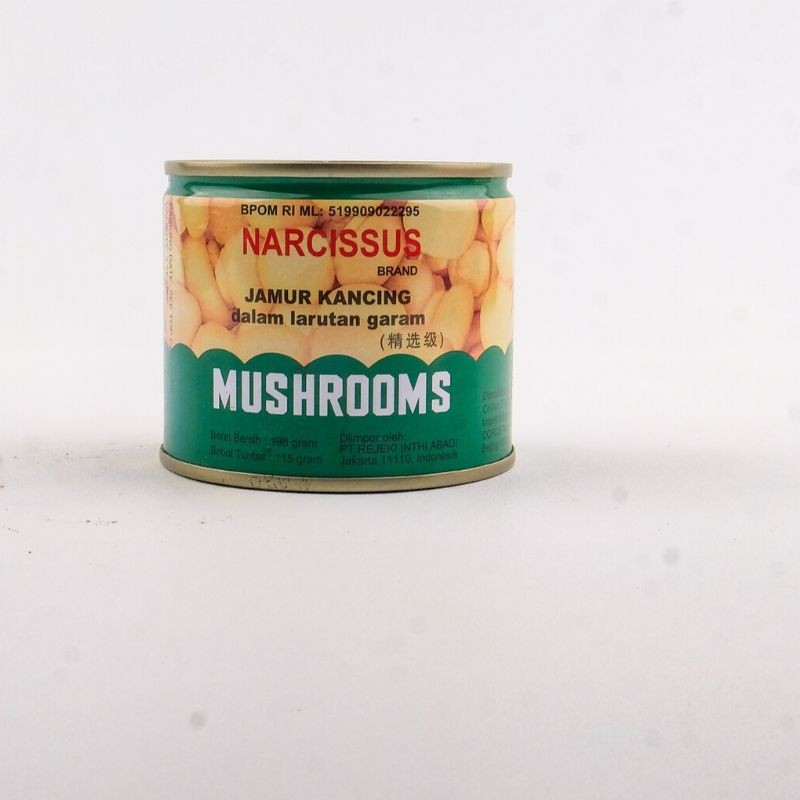 BPOM RI ML: 519909022295
NARCISSUS
BRAND
JAMUR KANCING
dalam larutan garam
(精选级)
MUSHROOMS
Berat Bersih : 198 gram
Bobot Tuntas : 115 gram
Diimpor oleh:
PT REJEKI INTHI ABADI
Jakarta 11110, Indonesia